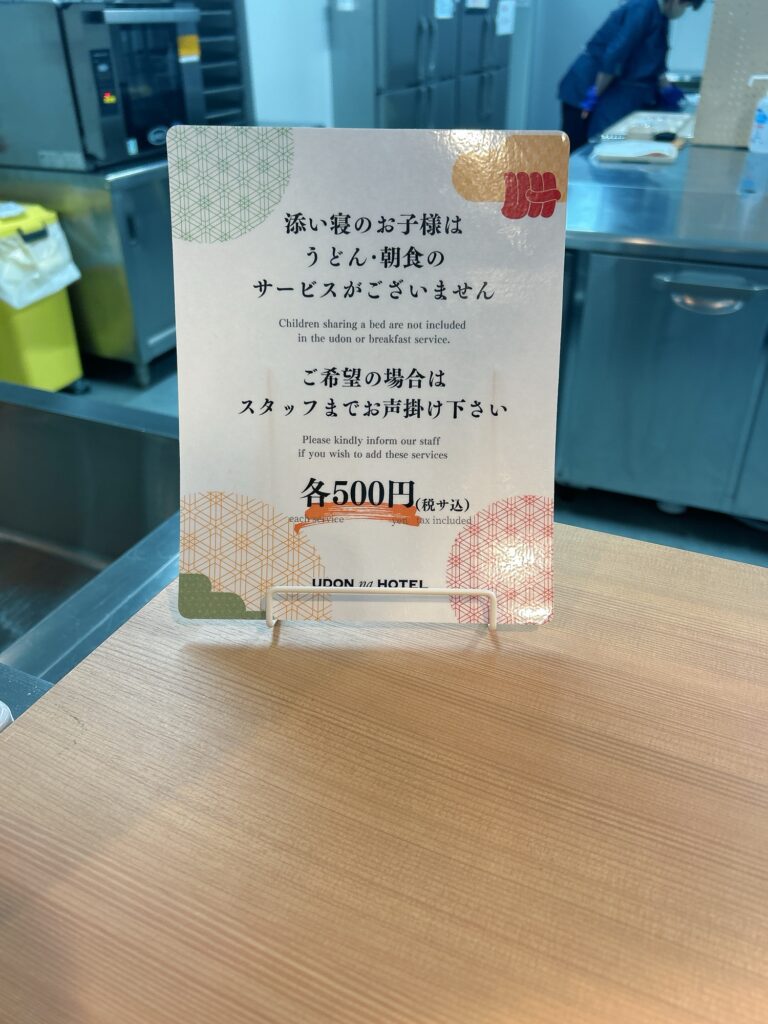 添い寝のお子様は
うどん・朝食の
サービスがございません
Children sharing a bed are not included
in the udon or breakfast service.
ご希望の場合は
スタッフまでお声掛け下さい
Please kindly inform our staff
if you wish to add these services
各500円(税サ込)
each service yen tax included
UDON na HOTEL